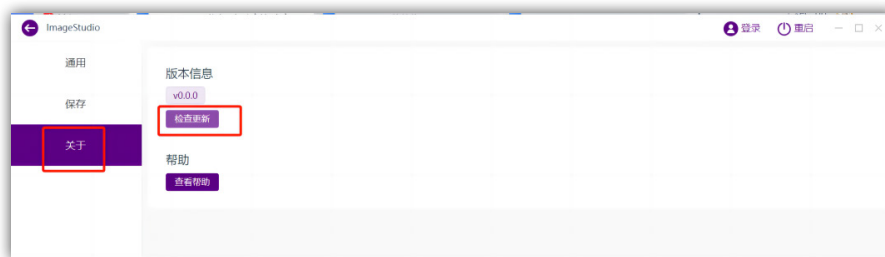 ImageStudio
登录
重启
通用
保存
关于
版本信息
v0.0.0
检查更新
帮助
查看帮助